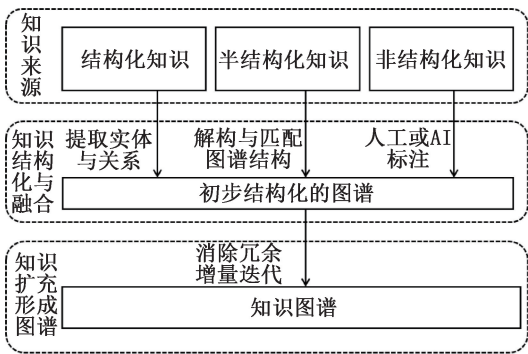 知识来源
结构化知识
半结构化知识
非结构化知识
知识
结构
化与
融合
提取实体
与关系
解构与匹配
图谱结构
人工或AI
标注
初步结构化的图谱
知识
扩充
形成
图谱
消除冗余
增量迭代
知识图谱